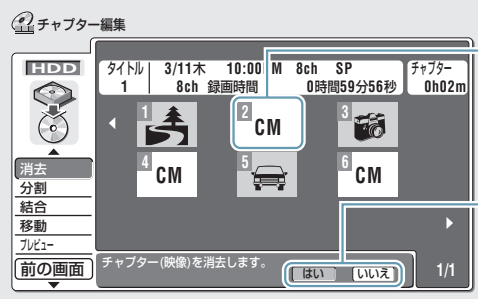 チャプター編集
HDD
タイトル 3/11木 10:00 M 8ch SP チャプター
1 8ch 録画時間 0時間59分56秒 0h02m
1
2 CM
3
4 CM
5
6 CM
消去
分割
結合
移動
プレビュー
前の画面
チャプター(映像)を消去します。
はい いいえ
1/1